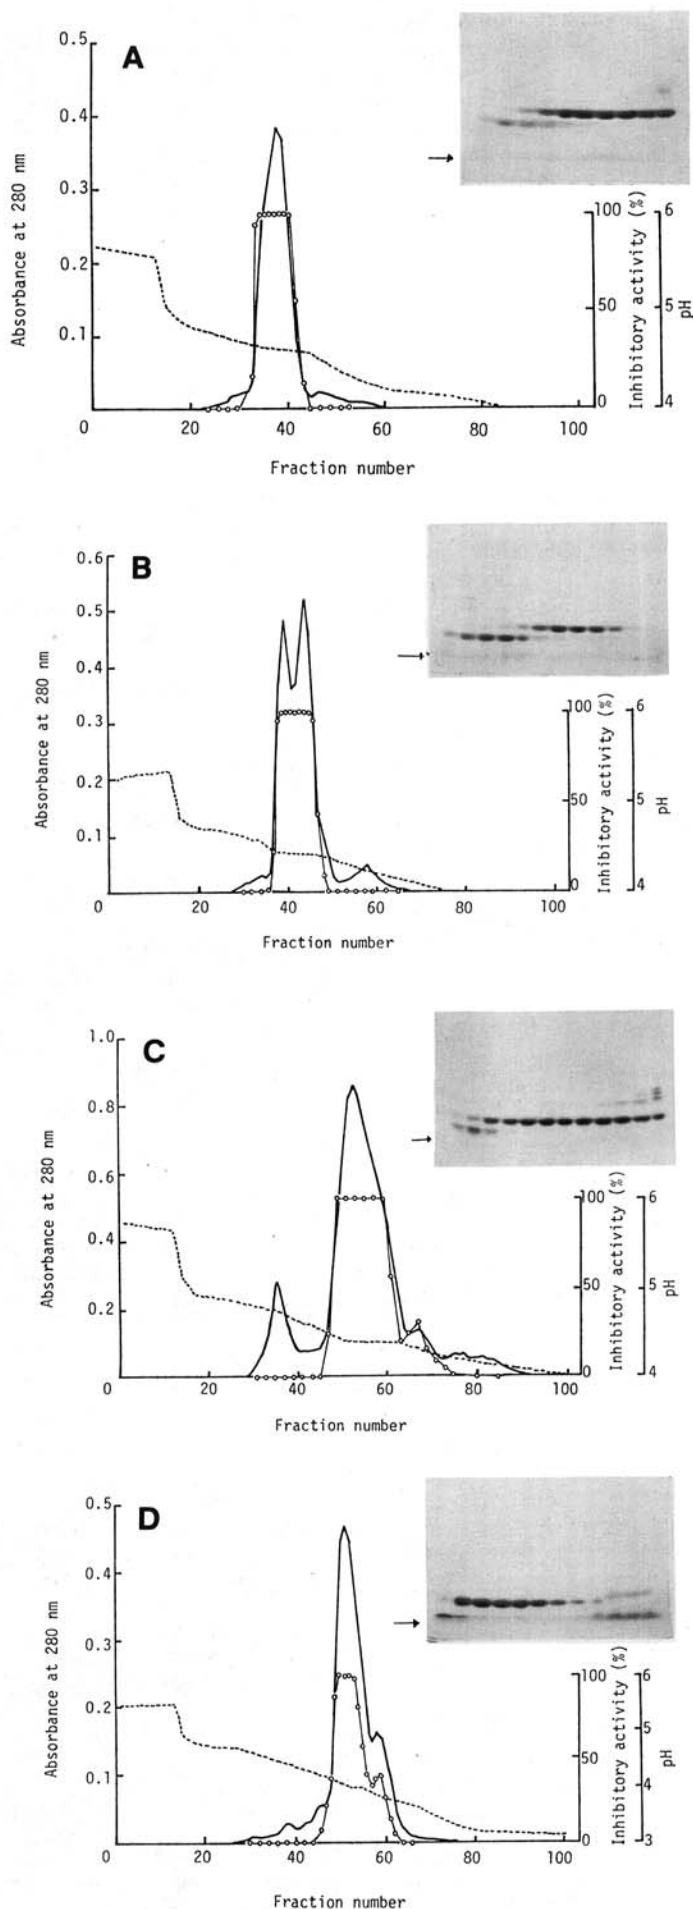 A
0.5
0.4
0.3
0.2
0.1
Absorbance at 280 nm
100
50
0
Inhibitory activity (%)
6
5
4
pH
0 20 40 60 80 100
Fraction number
B
0.6
0.5
0.4
0.3
0.2
0.1
Absorbance at 280 nm
100
50
0
Inhibitory activity (%)
6
5
4
pH
0 20 40 60 80 100
Fraction number
C
1.0
0.8
0.6
0.4
0.2
Absorbance at 280 nm
100
50
0
Inhibitory activity (%)
6
5
4
pH
0 20 40 60 80 100
Fraction number
D
0.5
0.4
0.3
0.2
0.1
Absorbance at 280 nm
100
50
0
Inhibitory activity (%)
6
5
4
3
pH
0 20 40 60 80 100
Fraction number